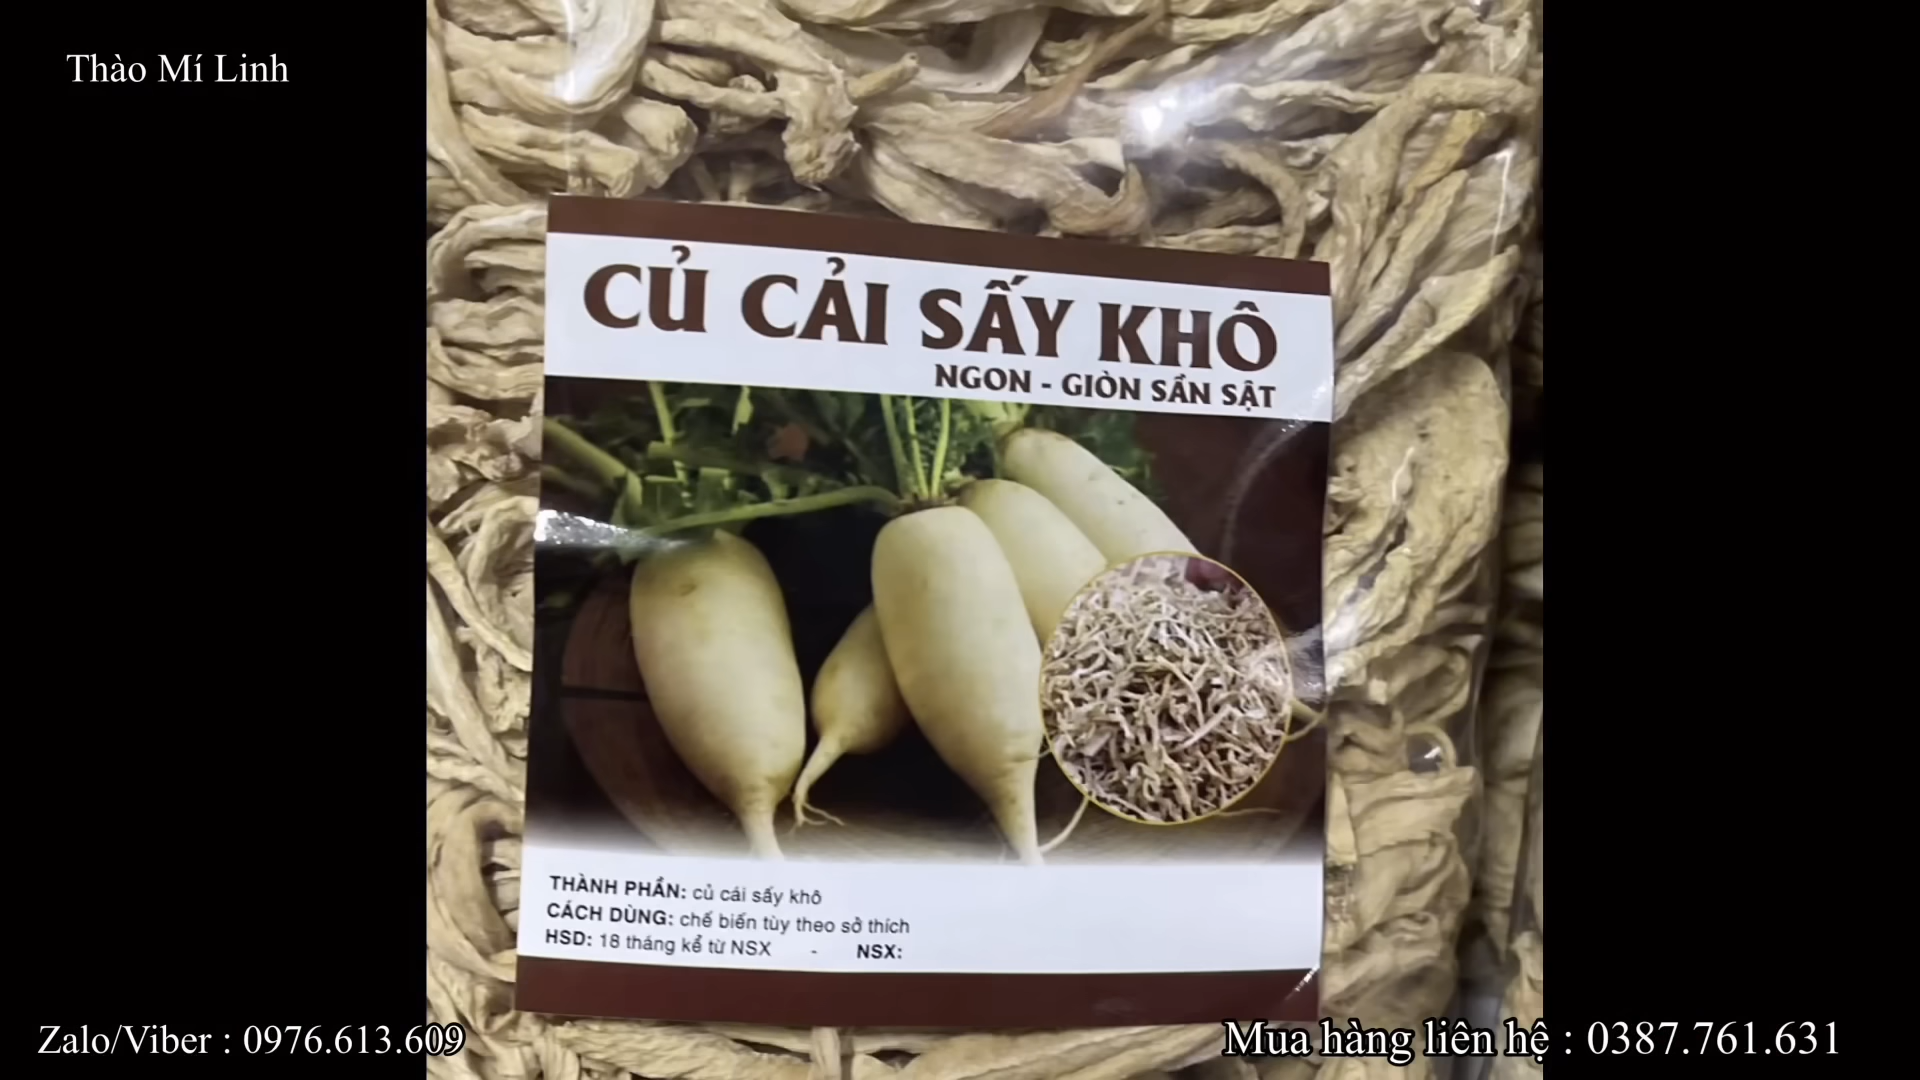 Thào Mí Linh
CỦ CẢI SẤY KHÔ
NGON - GIÒN SẦN SẬT
THÀNH PHẦN: củ cải sấy khô
CÁCH DÙNG: chế biến tùy theo sở thích
HSD: 18 tháng kể từ NSX - NSX:
Zalo/Viber : 0976.613.609
Mua hàng liên hệ : 0387.761.631